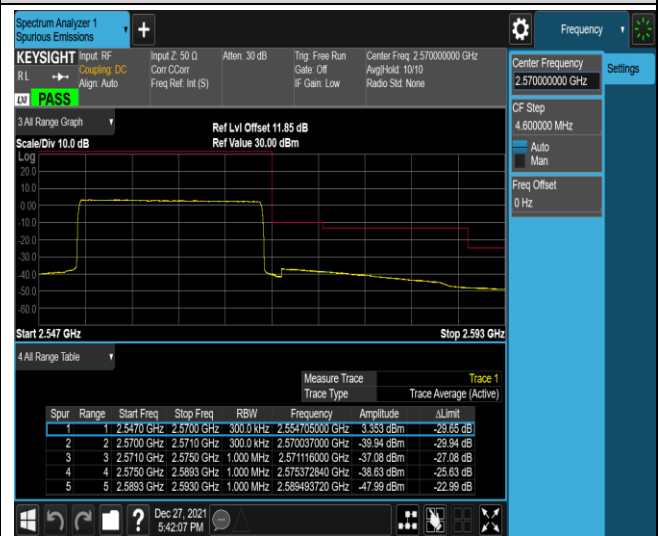 Spectrum Analyzer 1
Spurious Emissions
+
Frequency
KEYSIGHT Input: RF Input Z: 50 Ω Atten: 30 dB Trig: Free Run Center Freq: 2.570000000 GHz
RL Coupling: DC Corr CCorr Gate: Off Avg|Hold: 10/10
Align: Auto Freq Ref: Int (S) IF Gain: Low Radio Std: None
LXI PASS
Center Frequency
2.570000000 GHz
Settings
CF Step
4.600000 MHz
Auto
Man
Freq Offset
0 Hz
3 All Range Graph
Ref Lvl Offset 11.85 dB
Scale/Div 10.0 dB Ref Value 30.00 dBm
Log
20.0
10.0
0.00
-10.0
-20.0
-30.0
-40.0
-50.0
-60.0
Start 2.547 GHz Stop 2.593 GHz
4 All Range Table
Measure Trace Trace 1
Trace Type Trace Average (Active)
Spur Range Start Freq Stop Freq RBW Frequency Amplitude ΔLimit
1 1 2.5470 GHz 2.5700 GHz 300.0 kHz 2.554705000 GHz 3.353 dBm -29.65 dB
2 2 2.5700 GHz 2.5710 GHz 300.0 kHz 2.570037000 GHz -39.94 dBm -29.94 dB
3 3 2.5710 GHz 2.5750 GHz 1.000 MHz 2.571116000 GHz -37.08 dBm -27.08 dB
4 4 2.5750 GHz 2.5893 GHz 1.000 MHz 2.575372840 GHz -38.63 dBm -25.63 dB
5 5 2.5893 GHz 2.5930 GHz 1.000 MHz 2.589493720 GHz -47.99 dBm -22.99 dB
?
Dec 27, 2021
5:42:07 PM